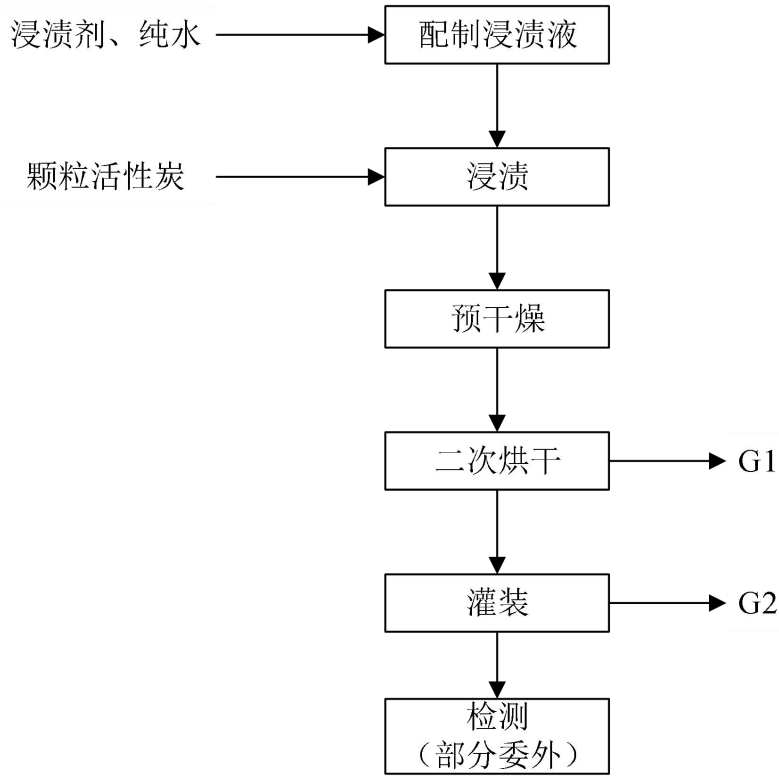 浸渍剂、纯水
配制浸渍液
颗粒活性炭
浸渍
预干燥
二次烘干
G1
灌装
G2
检测
（部分委外）